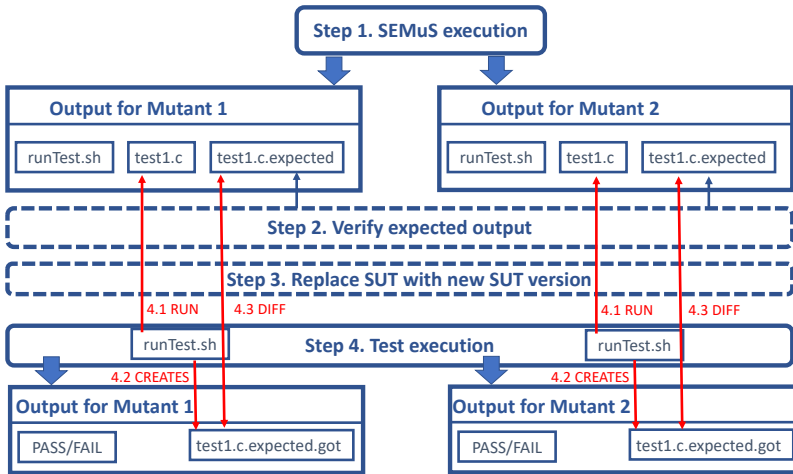 Step 1. SEMuS execution
Output for Mutant 1
Output for Mutant 2
runTest.sh
test1.c
test1.c.expected
runTest.sh
test1.c
test1.c.expected
Step 2. Verify expected output
Step 3. Replace SUT with new SUT version
4.1 RUN
4.3 DIFF
4.1 RUN
4.3 DIFF
runTest.sh
Step 4. Test execution
runTest.sh
4.2 CREATES
4.2 CREATES
Output for Mutant 1
Output for Mutant 2
PASS/FAIL
test1.c.expected.got
PASS/FAIL
test1.c.expected.got